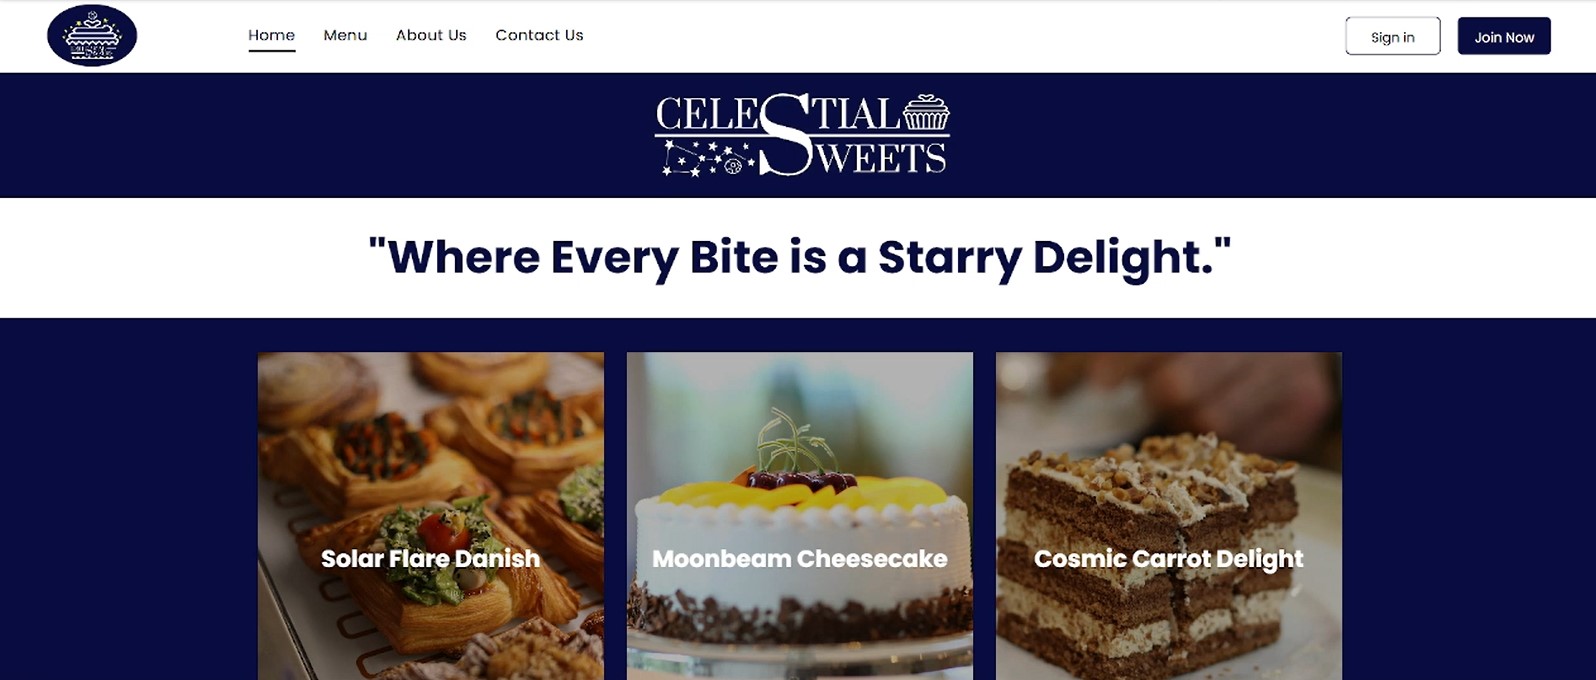 Home Menu About Us Contact Us Sign in Join Now
CELESTIAL
SWEETS
"Where Every Bite is a Starry Delight."
Solar Flare Danish
Moonbeam Cheesecake
Cosmic Carrot Delight